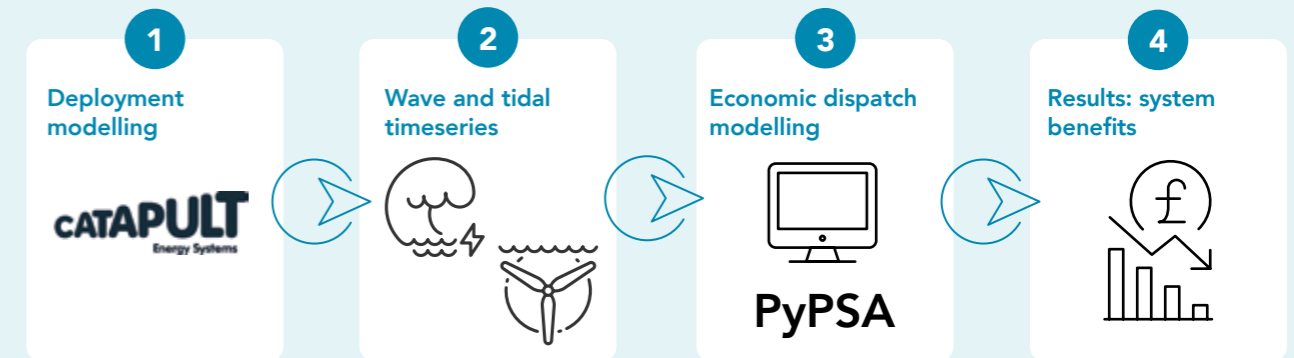 1
Deployment
modelling
CATAPULT
Energy Systems
2
Wave and tidal
timeseries
3
Economic dispatch
modelling
PyPSA
4
Results: system
benefits
£